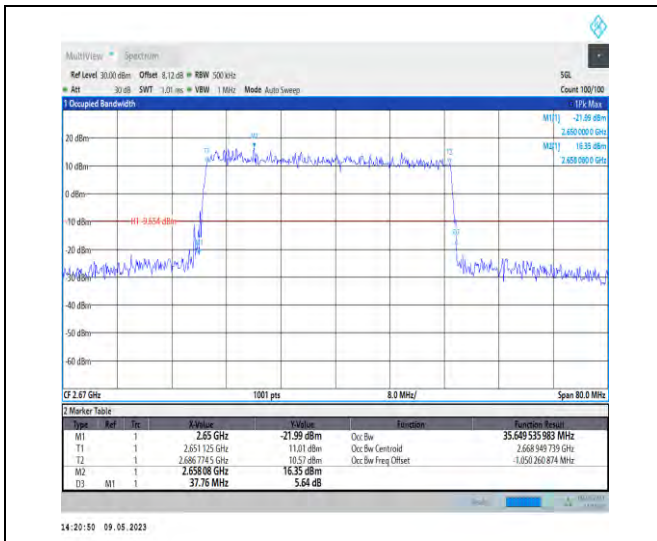 MultiView Spectrum
Ref Level 30.00 dBm Offset 8.12 dB RBW 500 kHz SGL
Att 30 dB SWT 1.01 ms VBW 1 MHz Mode Auto Sweep Count 100/100
1 Occupied Bandwidth 1Pk Max
M1[1] -21.99 dBm
2.650 000 0 GHz
M2[1] 16.35 dBm
2.658 080 0 GHz
20 dBm
10 dBm
0 dBm
-10 dBm
H1 -9.654 dBm
-20 dBm
-30 dBm
-40 dBm
-50 dBm
-60 dBm
T1
M2
T2
M1
D3
CF 2.67 GHz 1001 pts 8.0 MHz/ Span 80.0 MHz
2 Marker Table
Type Ref Trc X-Value Y-Value Function Function Result
M1 1 2.65 GHz -21.99 dBm Occ Bw 35.649 535 983 MHz
T1 1 2.651 125 GHz 11.01 dBm Occ Bw Centroid 2.668 949 739 GHz
T2 1 2.686 774 5 GHz 10.57 dBm Occ Bw Freq Offset -1.050 260 874 MHz
M2 1 2.658 08 GHz 16.35 dBm
D3 M1 1 37.76 MHz 5.64 dB
14:20:50 09.05.2023